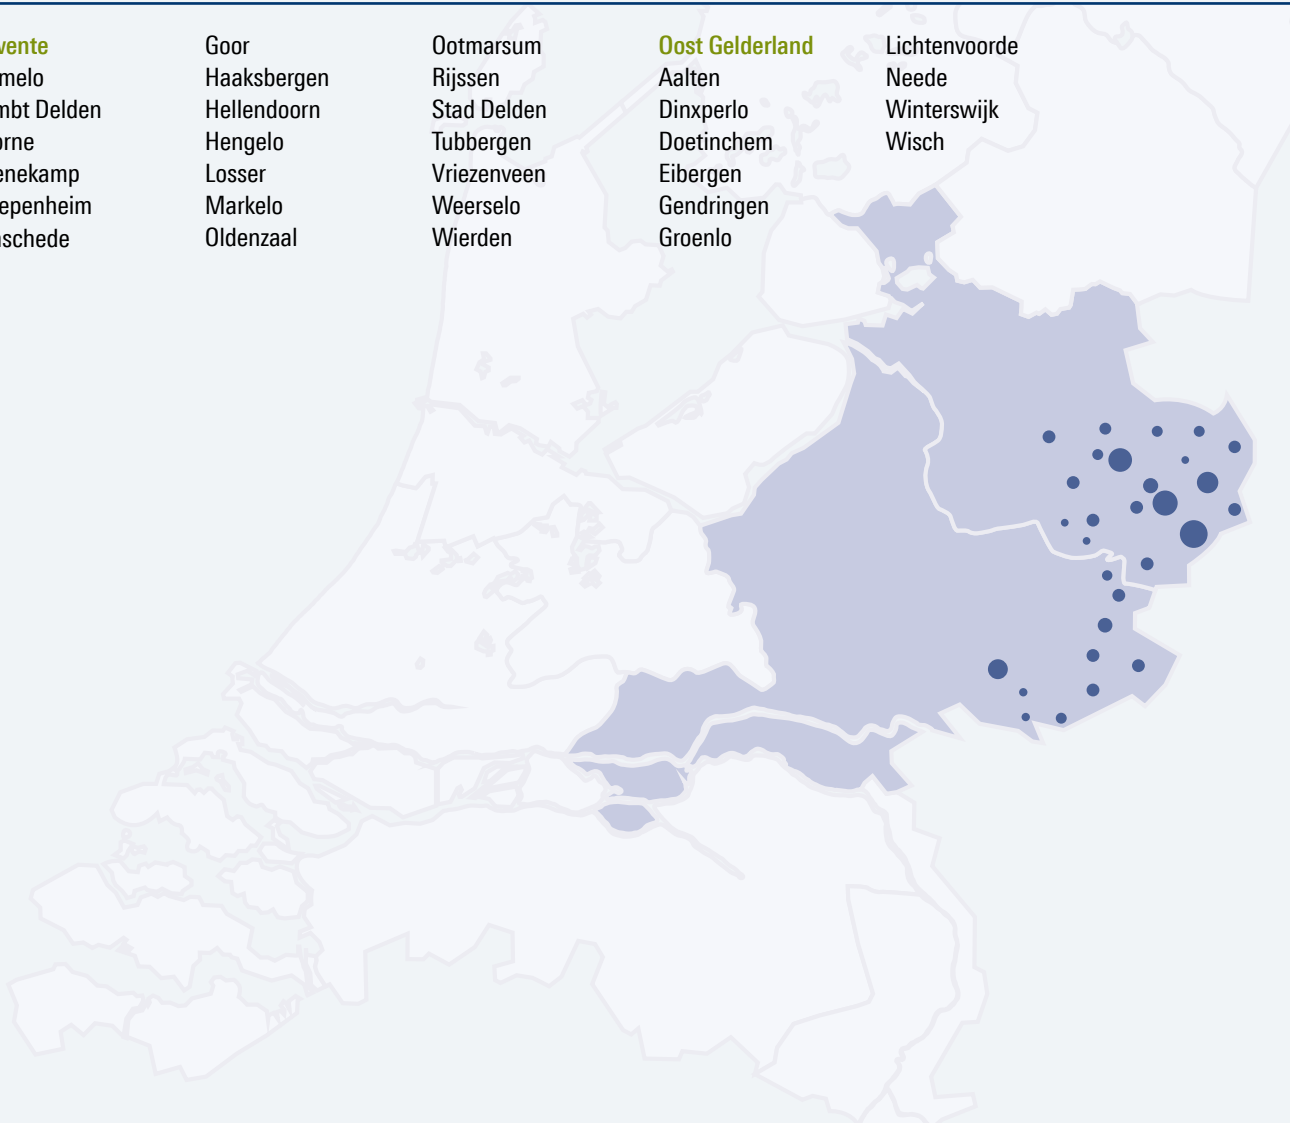 vente
melo
mbt Delden
orne
enekamp
epenheim
schede
Goor
Haaksbergen
Hellendoorn
Hengelo
Losser
Markelo
Oldenzaal
Ootmarsum
Rijssen
Stad Delden
Tubbergen
Vriezenveen
Weerselo
Wierden
Oost Gelderland
Aalten
Dinxperlo
Doetinchem
Eibergen
Gendringen
Groenlo
Lichtenvoorde
Neede
Winterswijk
Wisch